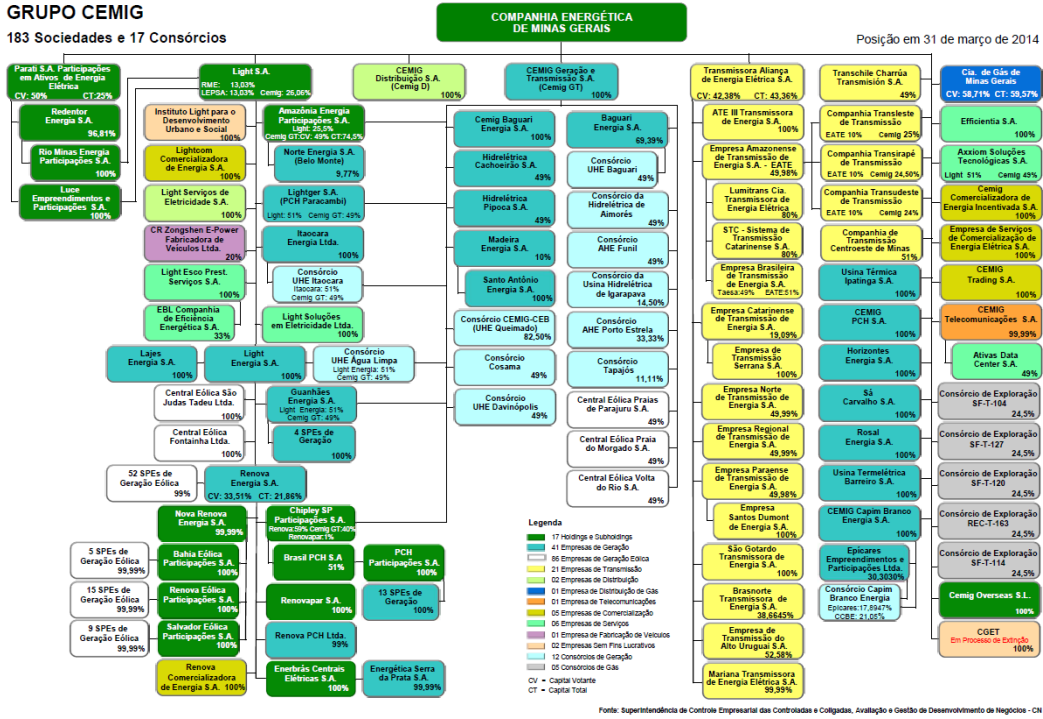 GRUPO CEMIG
183 Sociedades e 17 Consórcios
COMPANHIA ENERGÉTICA
DE MINAS GERAIS
Posição em 31 de março de 2014
Parati S.A. Participações
em Ativos de Energia
Elétrica
CV: 50% CT:25%
Redentor
Energia S.A.
96,81%
Rio Minas Energia
Participações S.A.
100%
Luce
Empreendimentos e
Participações S.A.
100%
Light S.A.
RME: 13,03%
LEPSA: 13,03% Cemig: 26,06%
Instituto Light para o
Desenvolvimento
Urbano e Social
100%
Lightcom
Comercializadora
de Energia S.A.
100%
Light Serviços de
Eletricidade S.A.
100%
CR Zongshen E-Power
Fabricadora de
Veículos Ltda.
20%
Light Esco Prest.
Serviços S.A.
100%
EBL Companhia
de Eficiência
Energética S.A.
33%
Amazônia Energia
Participações S.A.
Light: 25,5%
Cemig GT:CV: 49% CT:74,5%
Norte Energia S.A.
(Belo Monte)
9,77%
Lightger S.A.
(PCH Paracambi)
Light: 51% Cemig GT: 49%
Itaocara
Energia Ltda.
100%
Consórcio
UHE Itaocara
Itaocara: 51%
Cemig GT: 49%
Light Soluções
em Eletricidade Ltda.
100%
Lajes
Energia S.A.
100%
Light
Energia S.A.
100%
Consórcio
UHE Água Limpa
Light Energia: 51%
Cemig GT: 49%
Central Eólica São
Judas Tadeu Ltda.
100%
Guanhães
Energia S.A.
Light Energia: 51%
Cemig GT: 49%
Central Eólica
Fontainha Ltda.
100%
4 SPEs de
Geração
100%
52 SPEs de
Geração Eólica
99%
Renova
Energia S.A.
CV: 33,51% CT: 21,86%
Nova Renova
Energia S.A.
99,99%
Chipley SP
Participações S.A.
Renova:59% Cemig GT:40%
Renovapar:1%
5 SPEs de
Geração Eólica
99,99%
Bahia Eólica
Participações S.A.
100%
Brasil PCH S.A
51%
PCH
Participações S.A.
100%
15 SPEs de
Geração Eólica
99,99%
Renova Eólica
Participações S.A.
100%
Renovapar S.A.
100%
13 SPEs de
Geração
100%
9 SPEs de
Geração Eólica
99,99%
Salvador Eólica
Participações S.A.
100%
Renova PCH Ltda.
99%
Renova
Comercializadora
de Energia S.A. 100%
Enerbrás Centrais
Elétricas S.A.
100%
Energética Serra
da Prata S.A.
99,99%
CEMIG
Distribuição S.A.
(Cemig D)
100%
CEMIG Geração e
Transmissão S.A.
(Cemig GT)
100%
Cemig Baguari
Energia S.A.
100%
Hidrelétrica
Cachoeirão S.A.
49%
Hidrelétrica
Pipoca S.A.
49%
Madeira
Energia S.A.
10%
Santo Antônio
Energia S.A.
100%
Consórcio CEMIG-CEB
(UHE Queimado)
82,50%
Consórcio
Cosama
49%
Consórcio
UHE Davinópolis
49%
Baguari
Energia S.A.
69,39%
Consórcio
UHE Baguari
49%
Consórcio da
Hidrelétrica de
Aimorés
49%
Consórcio
AHE Funil
49%
Consórcio da
Usina Hidrelétrica
de Igarapava
14,50%
Consórcio
AHE Porto Estrela
33,33%
Consórcio
Tapajós
11,11%
Central Eólica Praias
de Parajuru S.A.
49%
Central Eólica Praia
do Morgado S.A.
49%
Central Eólica Volta
do Rio S.A.
49%
Transmissora Aliança
de Energia Elétrica S.A.
CV: 42,38% CT: 43,36%
ATE III Transmissora
de Energia S.A.
100%
Empresa Amazonense
de Transmissão de
Energia S.A. - EATE
49,98%
Lumitrans Cia.
Transmissora de
Energia Elétrica
80%
STC - Sistema de
Transmissão
Catarinense S.A.
80%
Empresa Brasileira
de Transmissão
de Energia S.A.
Taesa:49% EATE:51%
Empresa Catarinense
de Transmissão de
Energia S.A.
19,09%
Empresa de
Transmissão
Serrana S.A.
100%
Empresa Norte
de Transmissão de
Energia S.A.
49,99%
Empresa Regional
de Transmissão de
Energia S.A.
49,99%
Empresa Paraense
de Transmissão de
Energia S.A.
49,98%
Empresa
Santos Dumont
de Energia S.A.
100%
São Gotardo
Transmissora de
Energia S.A.
100%
Brasnorte
Transmissora de
Energia S.A.
38,6645%
Empresa de
Transmissão do
Alto Uruguai S.A.
52,58%
Mariana Transmissora
de Energia Elétrica S.A.
99,99%
Transchile Charrúa
Transmisión S.A.
49%
Companhia Transleste
de Transmissão
EATE 10% Cemig 25%
Companhia Transirapé
de Transmissão
EATE 10% Cemig 24,50%
Companhia Transudeste
de Transmissão
EATE 10% Cemig 24%
Companhia de
Transmissão
Centroeste de Minas
51%
Usina Térmica
Ipatinga S.A.
100%
CEMIG
PCH S.A.
100%
Horizontes
Energia S.A.
100%
Sá
Carvalho S.A.
100%
Rosal
Energia S.A.
100%
Usina Termelétrica
Barreiro S.A.
100%
CEMIG Capim Branco
Energia S.A.
100%
Epícares
Empreendimentos e
Participações Ltda.
30,3030%
Consórcio Capim
Branco Energia
Epicares:17,8947%
CCBE: 21,05%
Cia. de Gás de
Minas Gerais
CV: 58,71% CT: 59,57%
Efficientia S.A.
100%
Axxiom Soluções
Tecnológicas S.A.
Light 51% Cemig 49%
Cemig
Comercializadora de
Energia Incentivada S.A.
100%
Empresa de Serviços
de Comercialização de
Energia Elétrica S.A.
100%
CEMIG
Trading S.A.
100%
CEMIG
Telecomunicações S.A.
99,99%
Ativas Data
Center S.A.
49%
Consórcio de Exploração
SF-T-104
24,5%
Consórcio de Exploração
SF-T-127
24,5%
Consórcio de Exploração
SF-T-120
24,5%
Consórcio de Exploração
REC-T-163
24,5%
Consórcio de Exploração
SF-T-114
24,5%
Cemig Overseas S.L.
100%
CGET
Em Processo de Extinção
100%
Legenda
17 Holdings e Subholdings
41 Empresas de Geração
86 Empresas de Geração Eólica
21 Empresas de Transmissão
02 Empresas de Distribuição
01 Empresa de Distribuição de Gás
01 Empresa de Telecomunicações
05 Empresas de Comercialização
06 Empresas de Serviços
01 Empresa de Fabricação de Veículos
02 Empresas Sem Fins Lucrativos
12 Consórcios de Geração
05 Consórcios de Gás
CV = Capital Votante
CT = Capital Total
Fonte: Superintendência de Controle Empresarial das Controladas e Coligadas, Avaliação e Gestão de Desenvolvimento de Negócios - CN